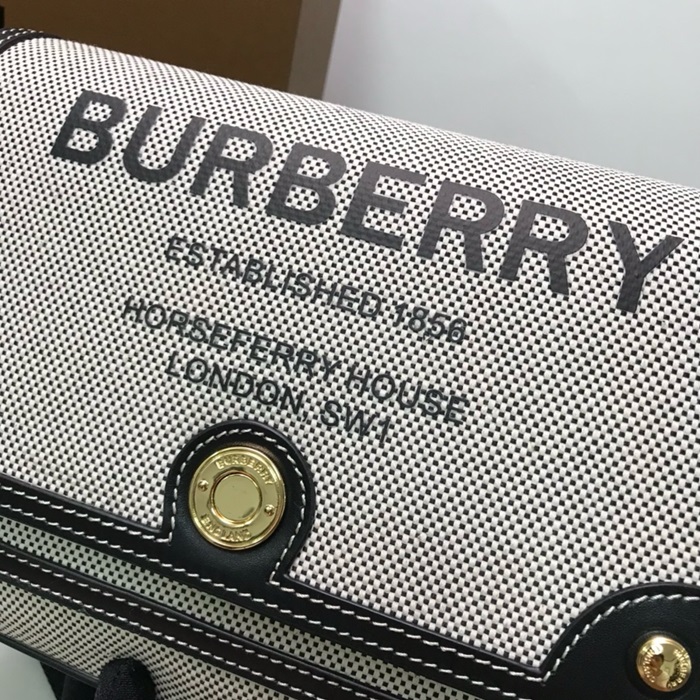 BURBERRY
ESTABLISHED 1856
HORSEFERRY HOUSE
LONDON, SW1
BURBERRY
ENGLAND